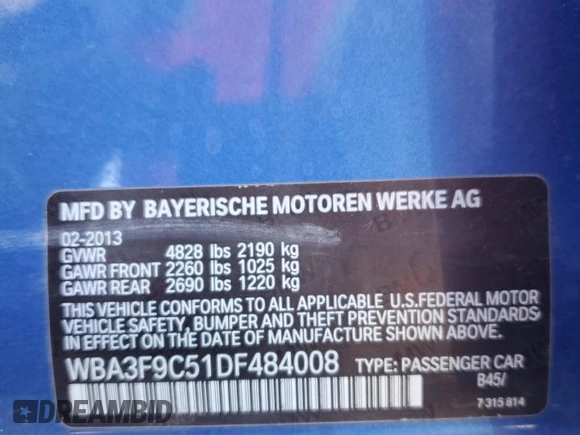 MFD BY BAYERISCHE MOTOREN WERKE AG
02-2013
GVWR 4828 lbs 2190 kg
GAWR FRONT 2260 lbs 1025 kg
GAWR REAR 2690 lbs 1220 kg
THIS VEHICLE CONFORMS TO ALL APPLICABLE U.S.FEDERAL MOTOR
VEHICLE SAFETY, BUMPER AND THEFT PREVENTION STANDARDS
IN EFFECT ON THE DATE OF MANUFACTURE SHOWN ABOVE.
WBA3F9C51DF484008 TYPE: PASSENGER CAR
B45/
7 315 814
AUTOBIDCAR